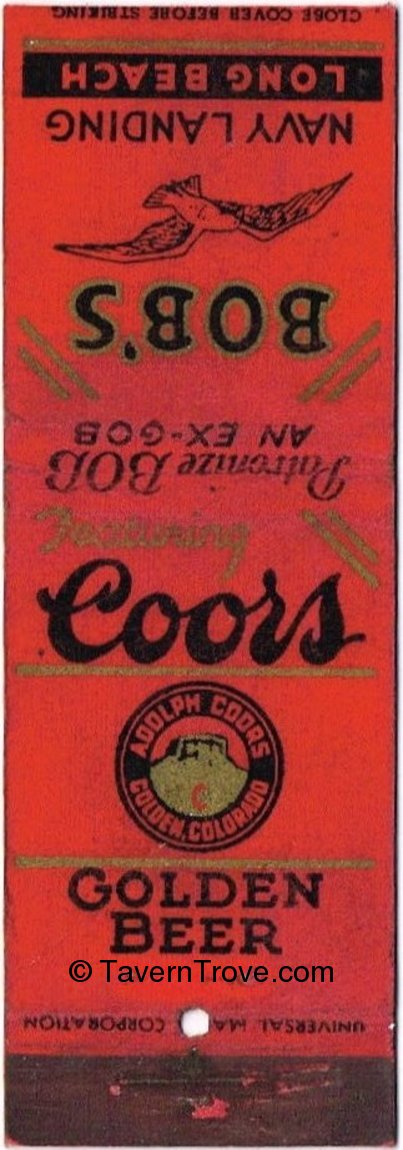 CLOSE COVER BEFORE STRIKING
LONG BEACH
NAVY LANDING
BOB'S
AN EX-GOB
Patronize BOB
Featuring
Coors
ADOLPH COORS
C
GOLDEN, COLORADO
GOLDEN
BEER
© TavernTrove.com
UNIVERSAL CORPORATION